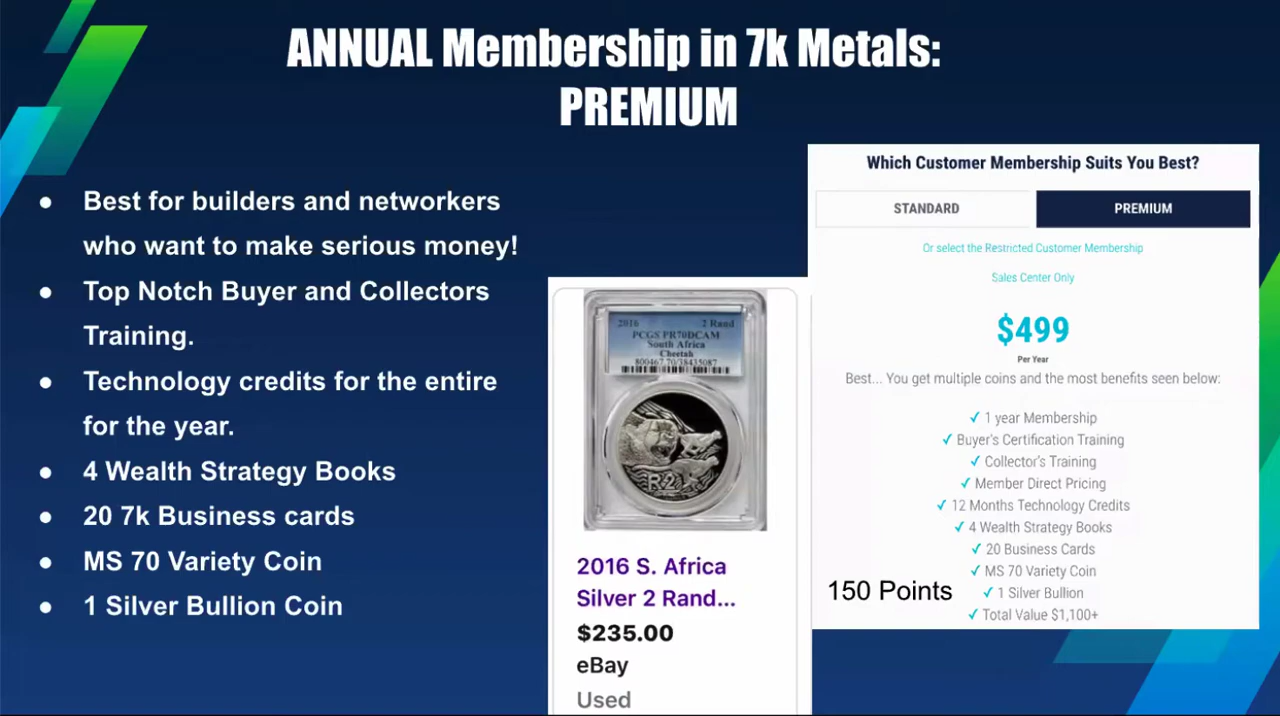 ANNUAL Membership in 7k Metals:
PREMIUM
● Best for builders and networkers
who want to make serious money!
● Top Notch Buyer and Collectors
Training.
● Technology credits for the entire
for the year.
● 4 Wealth Strategy Books
● 20 7k Business cards
● MS 70 Variety Coin
● 1 Silver Bullion Coin
2016 2 Rand
PCGS PR70DCAM
South Africa
Cheetah
800467.70/38435087
R2
2016 S. Africa
Silver 2 Rand...
$235.00
eBay
Used
Which Customer Membership Suits You Best?
STANDARD PREMIUM
Or select the Restricted Customer Membership
Sales Center Only
$499
Per Year
Best... You get multiple coins and the most benefits seen below:
✓ 1 year Membership
✓ Buyer's Certification Training
✓ Collector's Training
✓ Member Direct Pricing
✓ 12 Months Technology Credits
✓ 4 Wealth Strategy Books
✓ 20 Business Cards
✓ MS 70 Variety Coin
✓ 1 Silver Bullion
✓ Total Value $1,100+
150 Points